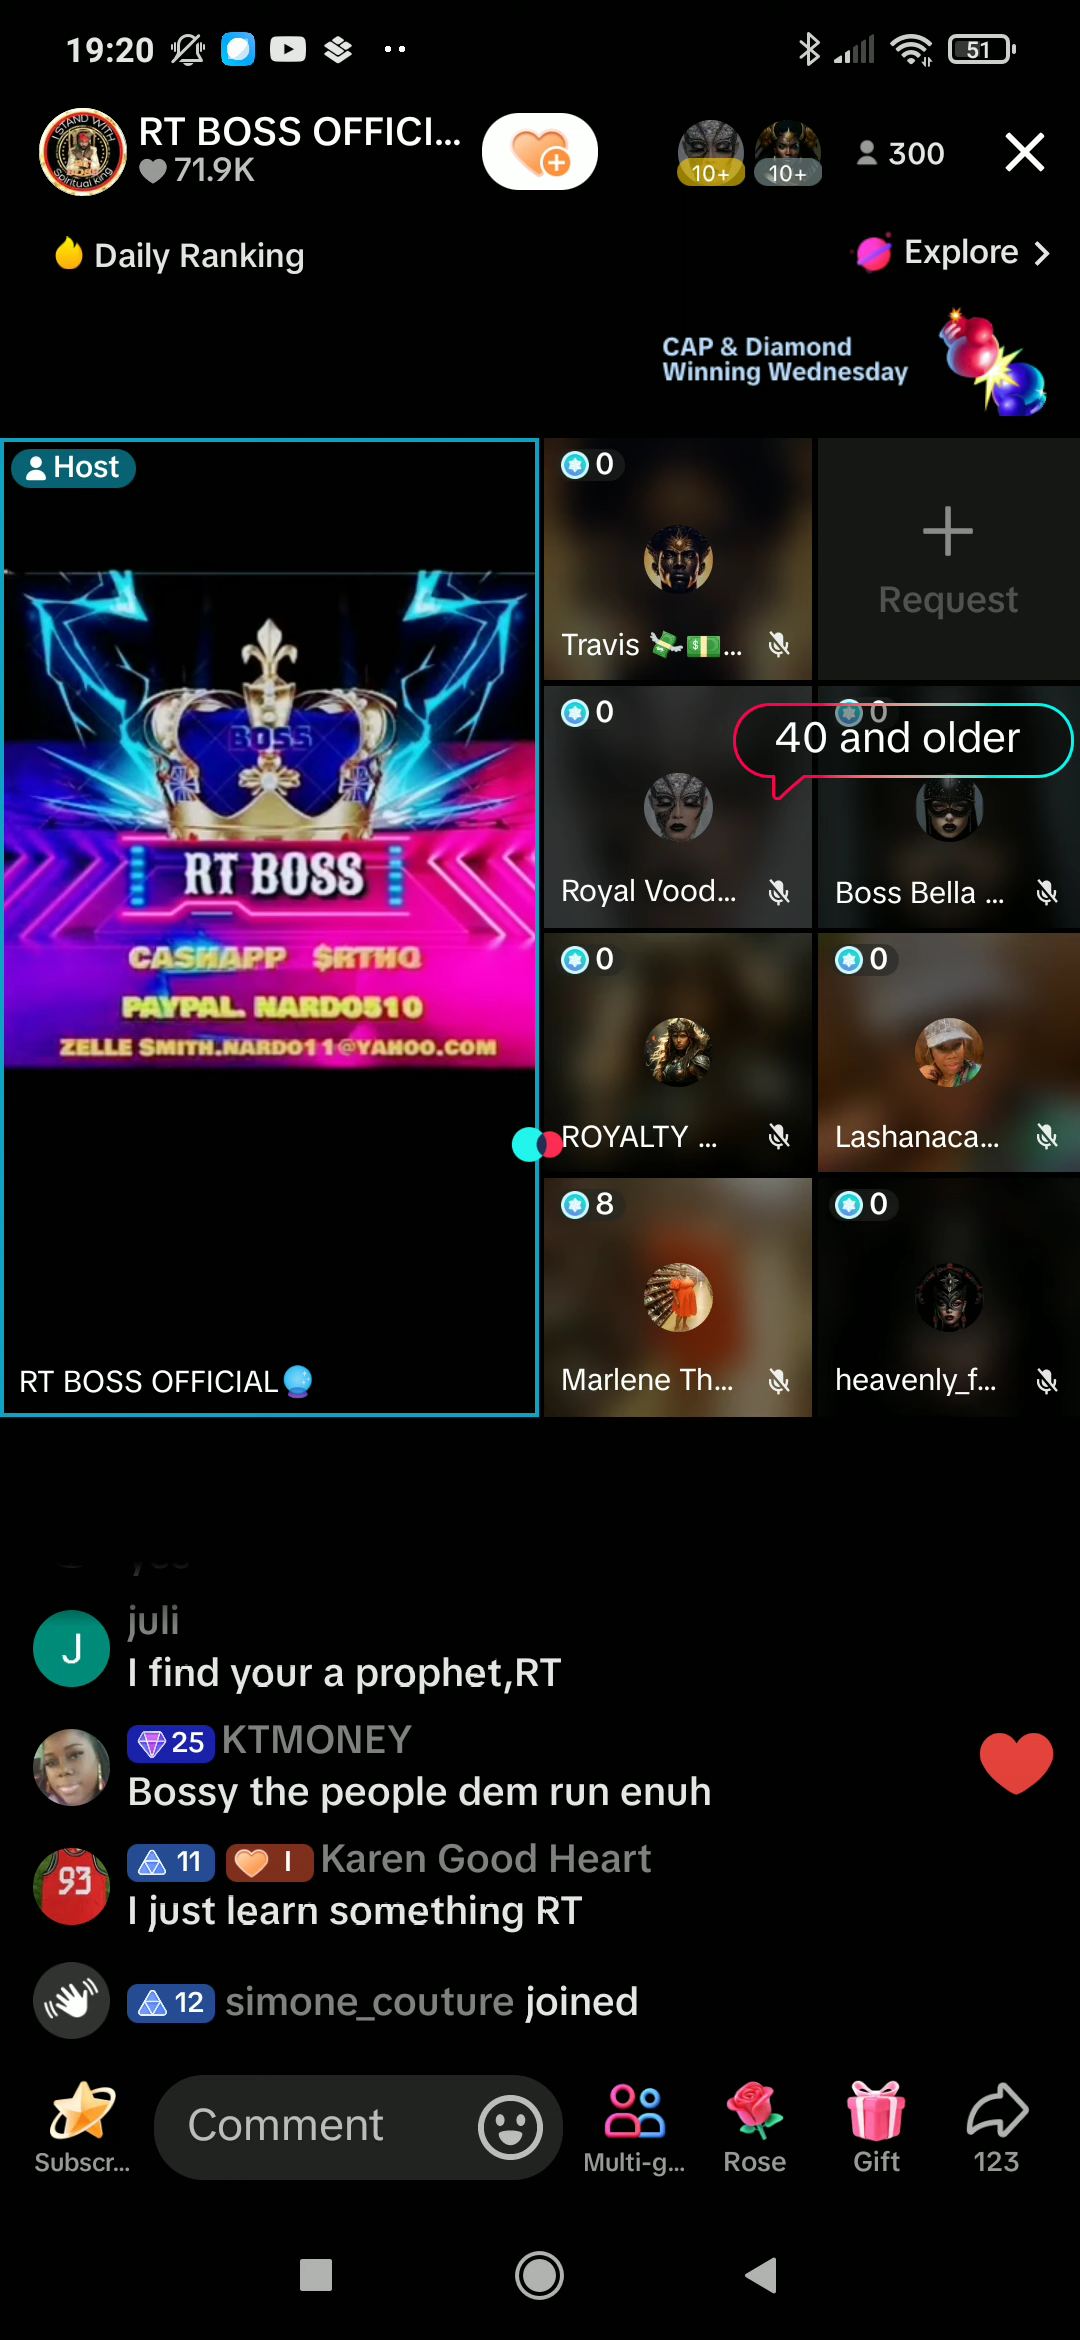 19:20
51
RT BOSS OFFICI...
71.9K
10+
10+
300
Daily Ranking
Explore
CAP & Diamond
Winning Wednesday
Host
BOSS
RT BOSS
CASHAPP $RTHQ
PAYPAL. NARDO510
ZELLE SMITH.NARDO11@YAHOO.COM
RT BOSS OFFICIAL
0
Travis 💸💵...
Request
0
Royal Vood...
0
40 and older
Boss Bella ...
0
ROYALTY ...
0
Lashanaca...
8
Marlene Th...
0
heavenly_f...
juli
J
I find your a prophet,RT
25 KTMONEY
Bossy the people dem run enuh
93
11 I Karen Good Heart
I just learn something RT
12 simone_couture joined
Subscr...
Comment
Multi-g...
Rose
Gift
123